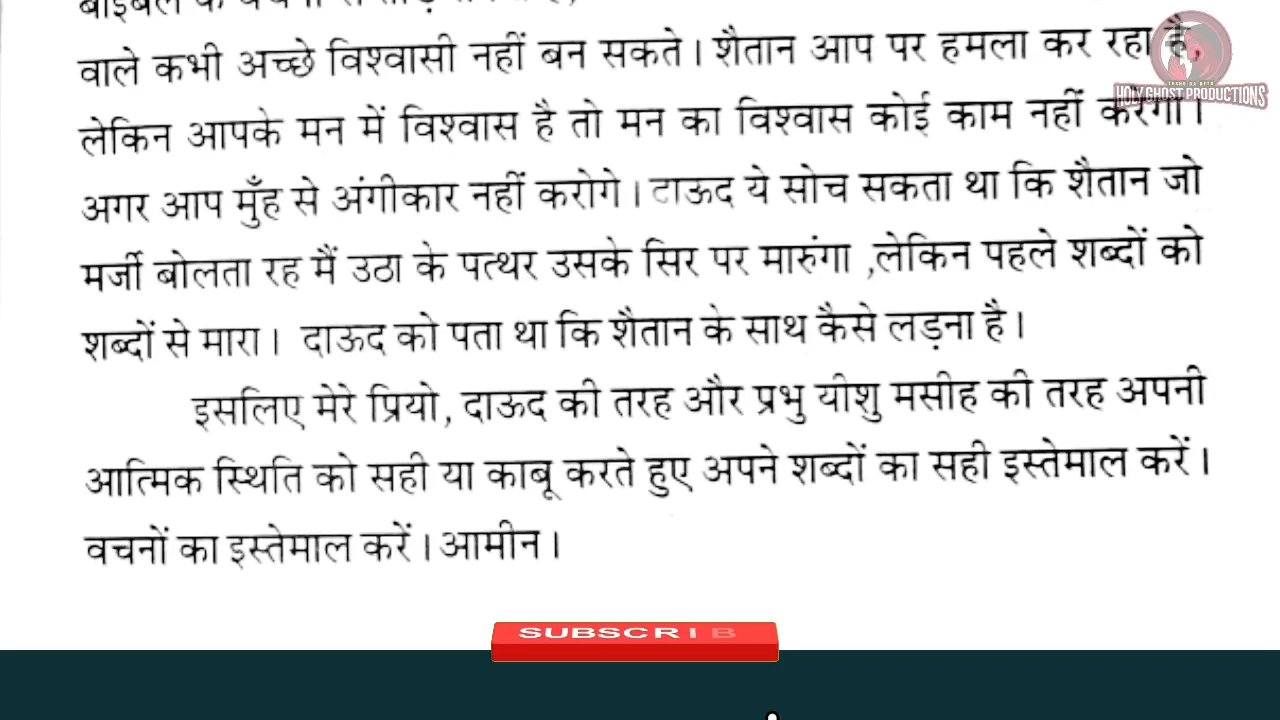 वाले कभी अच्छे विश्वासी नहीं बन सकते। शैतान आप पर हमला कर रहा है,
लेकिन आपके मन में विश्वास है तो मन का विश्वास कोई काम नहीं करेगा।
अगर आप मुँह से अंगीकार नहीं करोगे। दाऊद ये सोच सकता था कि शैतान जो
मर्जी बोलता रह मैं उठा के पत्थर उसके सिर पर मारुंगा ,लेकिन पहले शब्दों को
शब्दों से मारा। दाऊद को पता था कि शैतान के साथ कैसे लड़ना है।
इसलिए मेरे प्रियो, दाऊद की तरह और प्रभु यीशु मसीह की तरह अपनी
आत्मिक स्थिति को सही या काबू करते हुए अपने शब्दों का सही इस्तेमाल करें।
वचनों का इस्तेमाल करें। आमीन।
HOLY GHOST PRODUCTIONS
SUBSCRIB